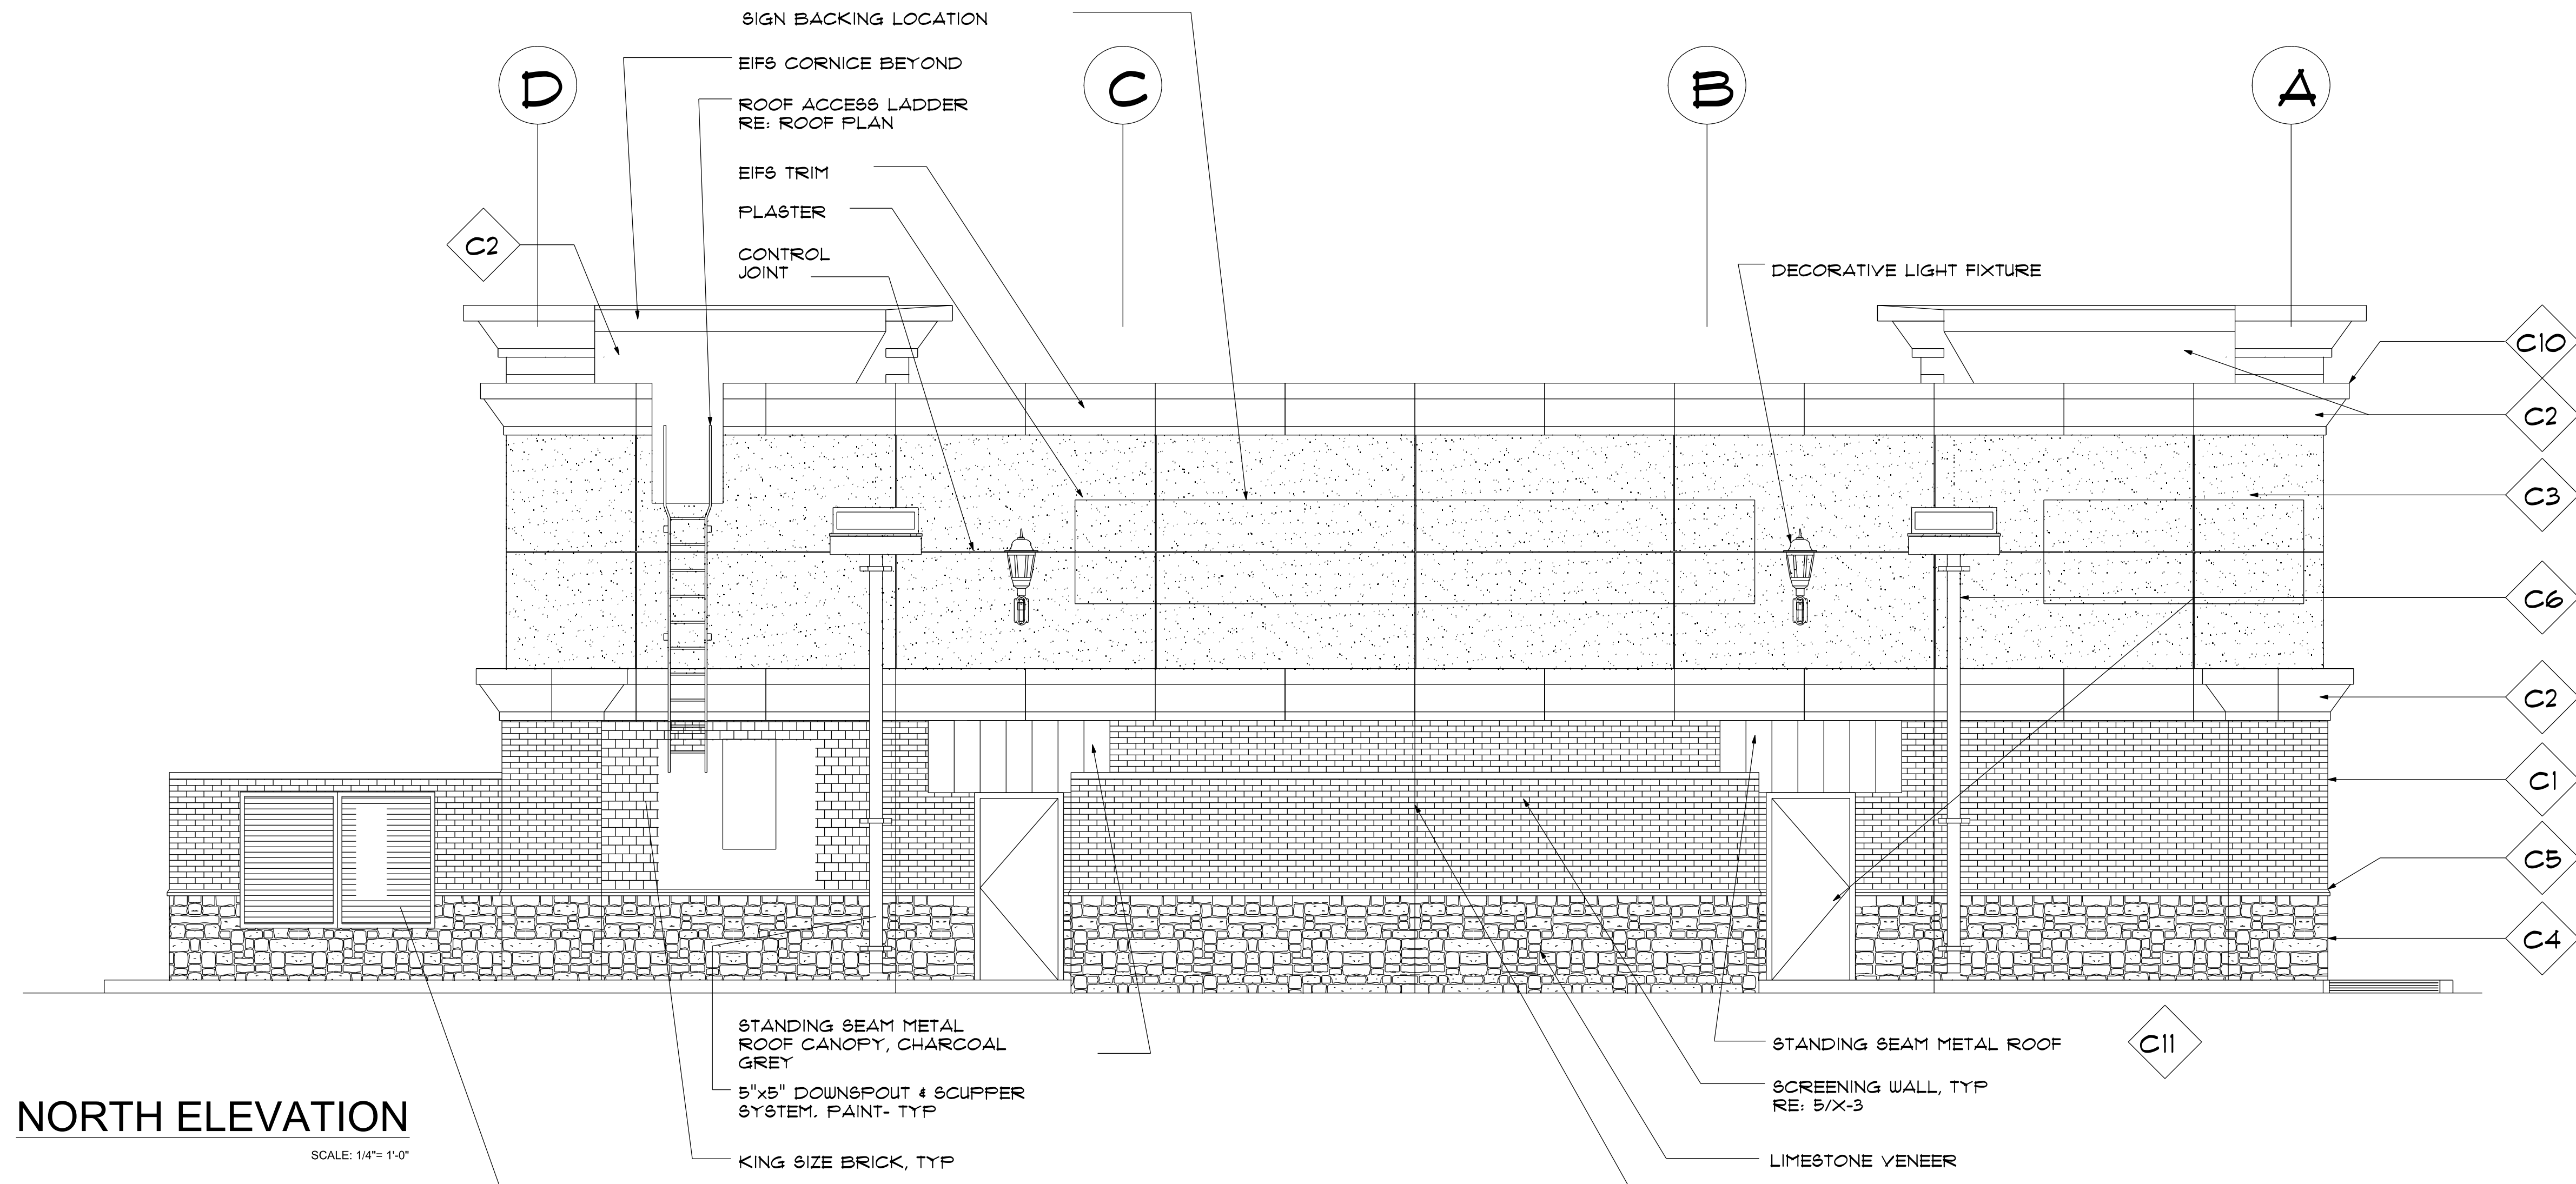 SIGN BACKING LOCATION
EIFS CORNICE BEYOND
D
C
B
A
ROOF ACCESS LADDER
RE: ROOF PLAN
EIFS TRIM
PLASTER
C2
CONTROL
JOINT
DECORATIVE LIGHT FIXTURE
C10
C2
C3
C6
C2
C1
C5
C4
STANDING SEAM METAL
ROOF CANOPY, CHARCOAL
GREY
5"x5" DOWNSPOUT & SCUPPER
SYSTEM. PAINT- TYP
KING SIZE BRICK, TYP
STANDING SEAM METAL ROOF
C11
SCREENING WALL, TYP
RE: 5/X-3
LIMESTONE VENEER
NORTH ELEVATION
SCALE: 1/4"= 1'-0"